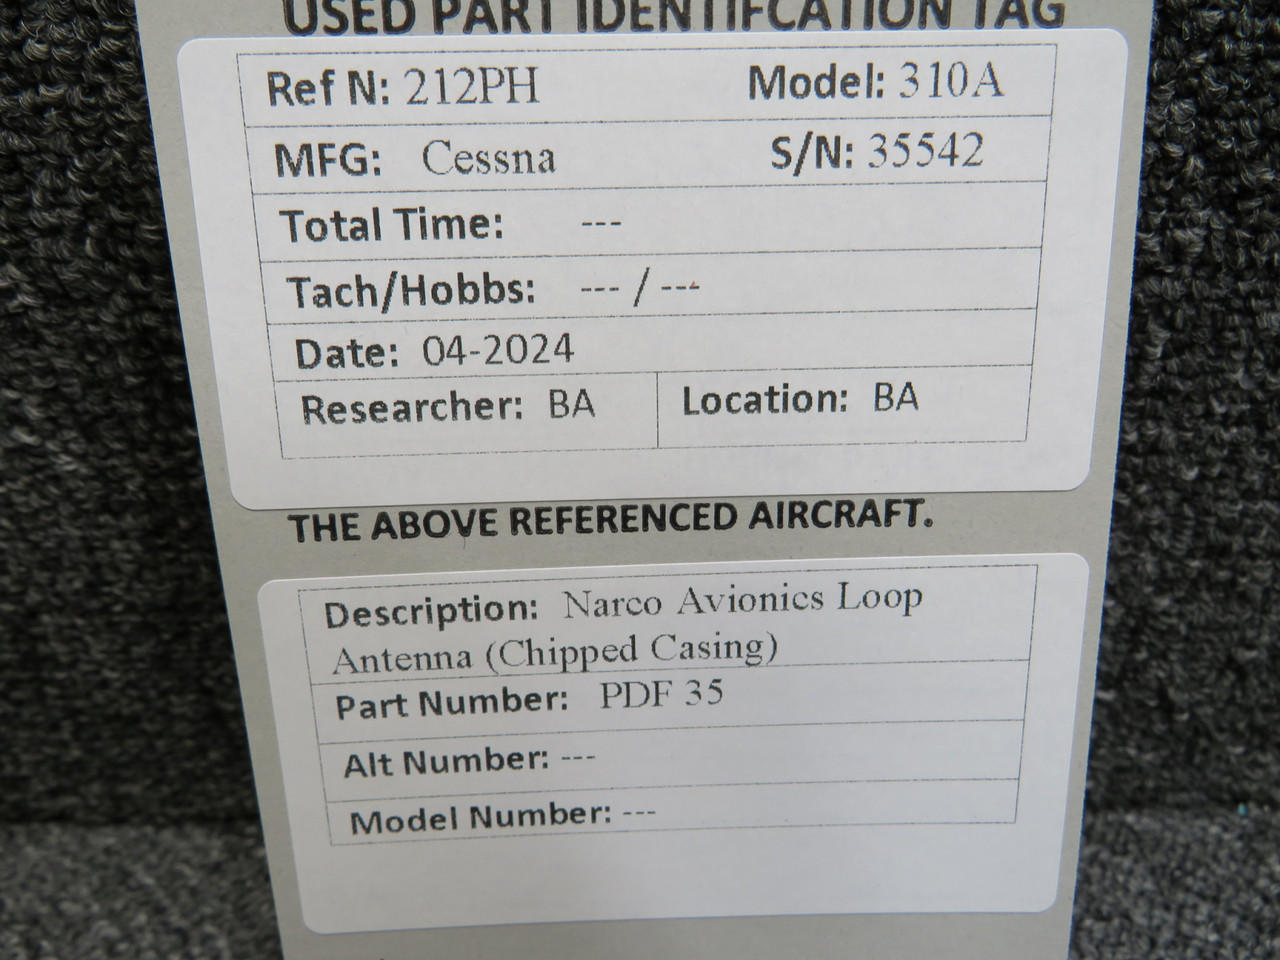 USED PART IDENTIFCATION TAG
Ref N: 212PH Model: 310A
MFG: Cessna S/N: 35542
Total Time: ---
Tach/Hobbs: --- / ---
Date: 04-2024
Researcher: BA Location: BA
THE ABOVE REFERENCED AIRCRAFT.
Description: Narco Avionics Loop
Antenna (Chipped Casing)
Part Number: PDF 35
Alt Number: ---
Model Number: ---